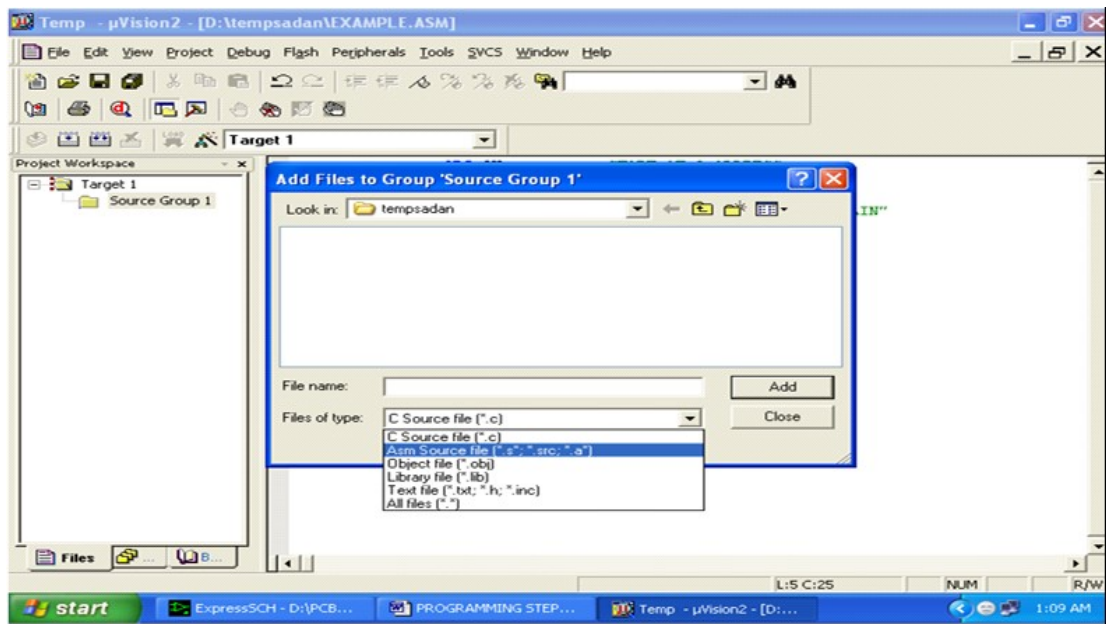 Temp - µVision2 - [D:\tempsadan\EXAMPLE.ASM]
File Edit View Project Debug Flash Peripherals Tools SVCS Window Help
Target 1
Project Workspace
Target 1
Source Group 1
Add Files to Group 'Source Group 1'
Look in: tempsadan
File name:
Add
Files of type: C Source file (*.c)
Close
C Source file (*.c)
Asm Source file (*.s*; *.src; *.a*)
Object file (*.obj)
Library file (*.lib)
Text file (*.txt; *.h; *.inc)
All files (*.*)
Files ... B...
L:5 C:25 NUM R/W
start ExpressSCH - D:\PCB... PROGRAMMING STEP... Temp - µVision2 - [D:... 1:09 AM